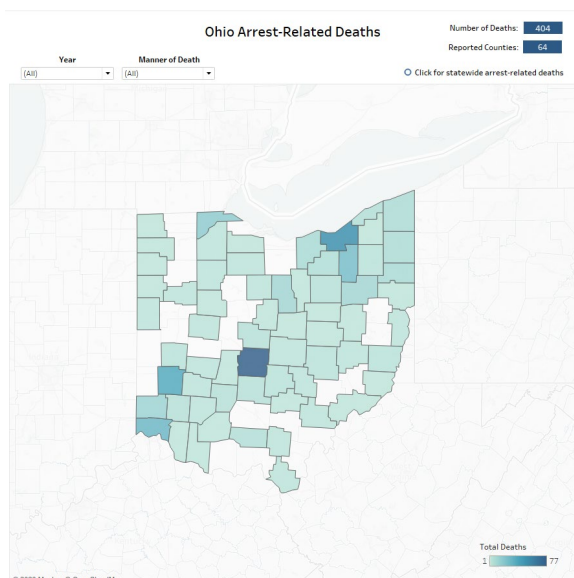 Ohio Arrest-Related Deaths
Number of Deaths: 404
Reported Counties: 64
Year
(All)
Manner of Death
(All)
Click for statewide arrest-related deaths
Total Deaths
1 77